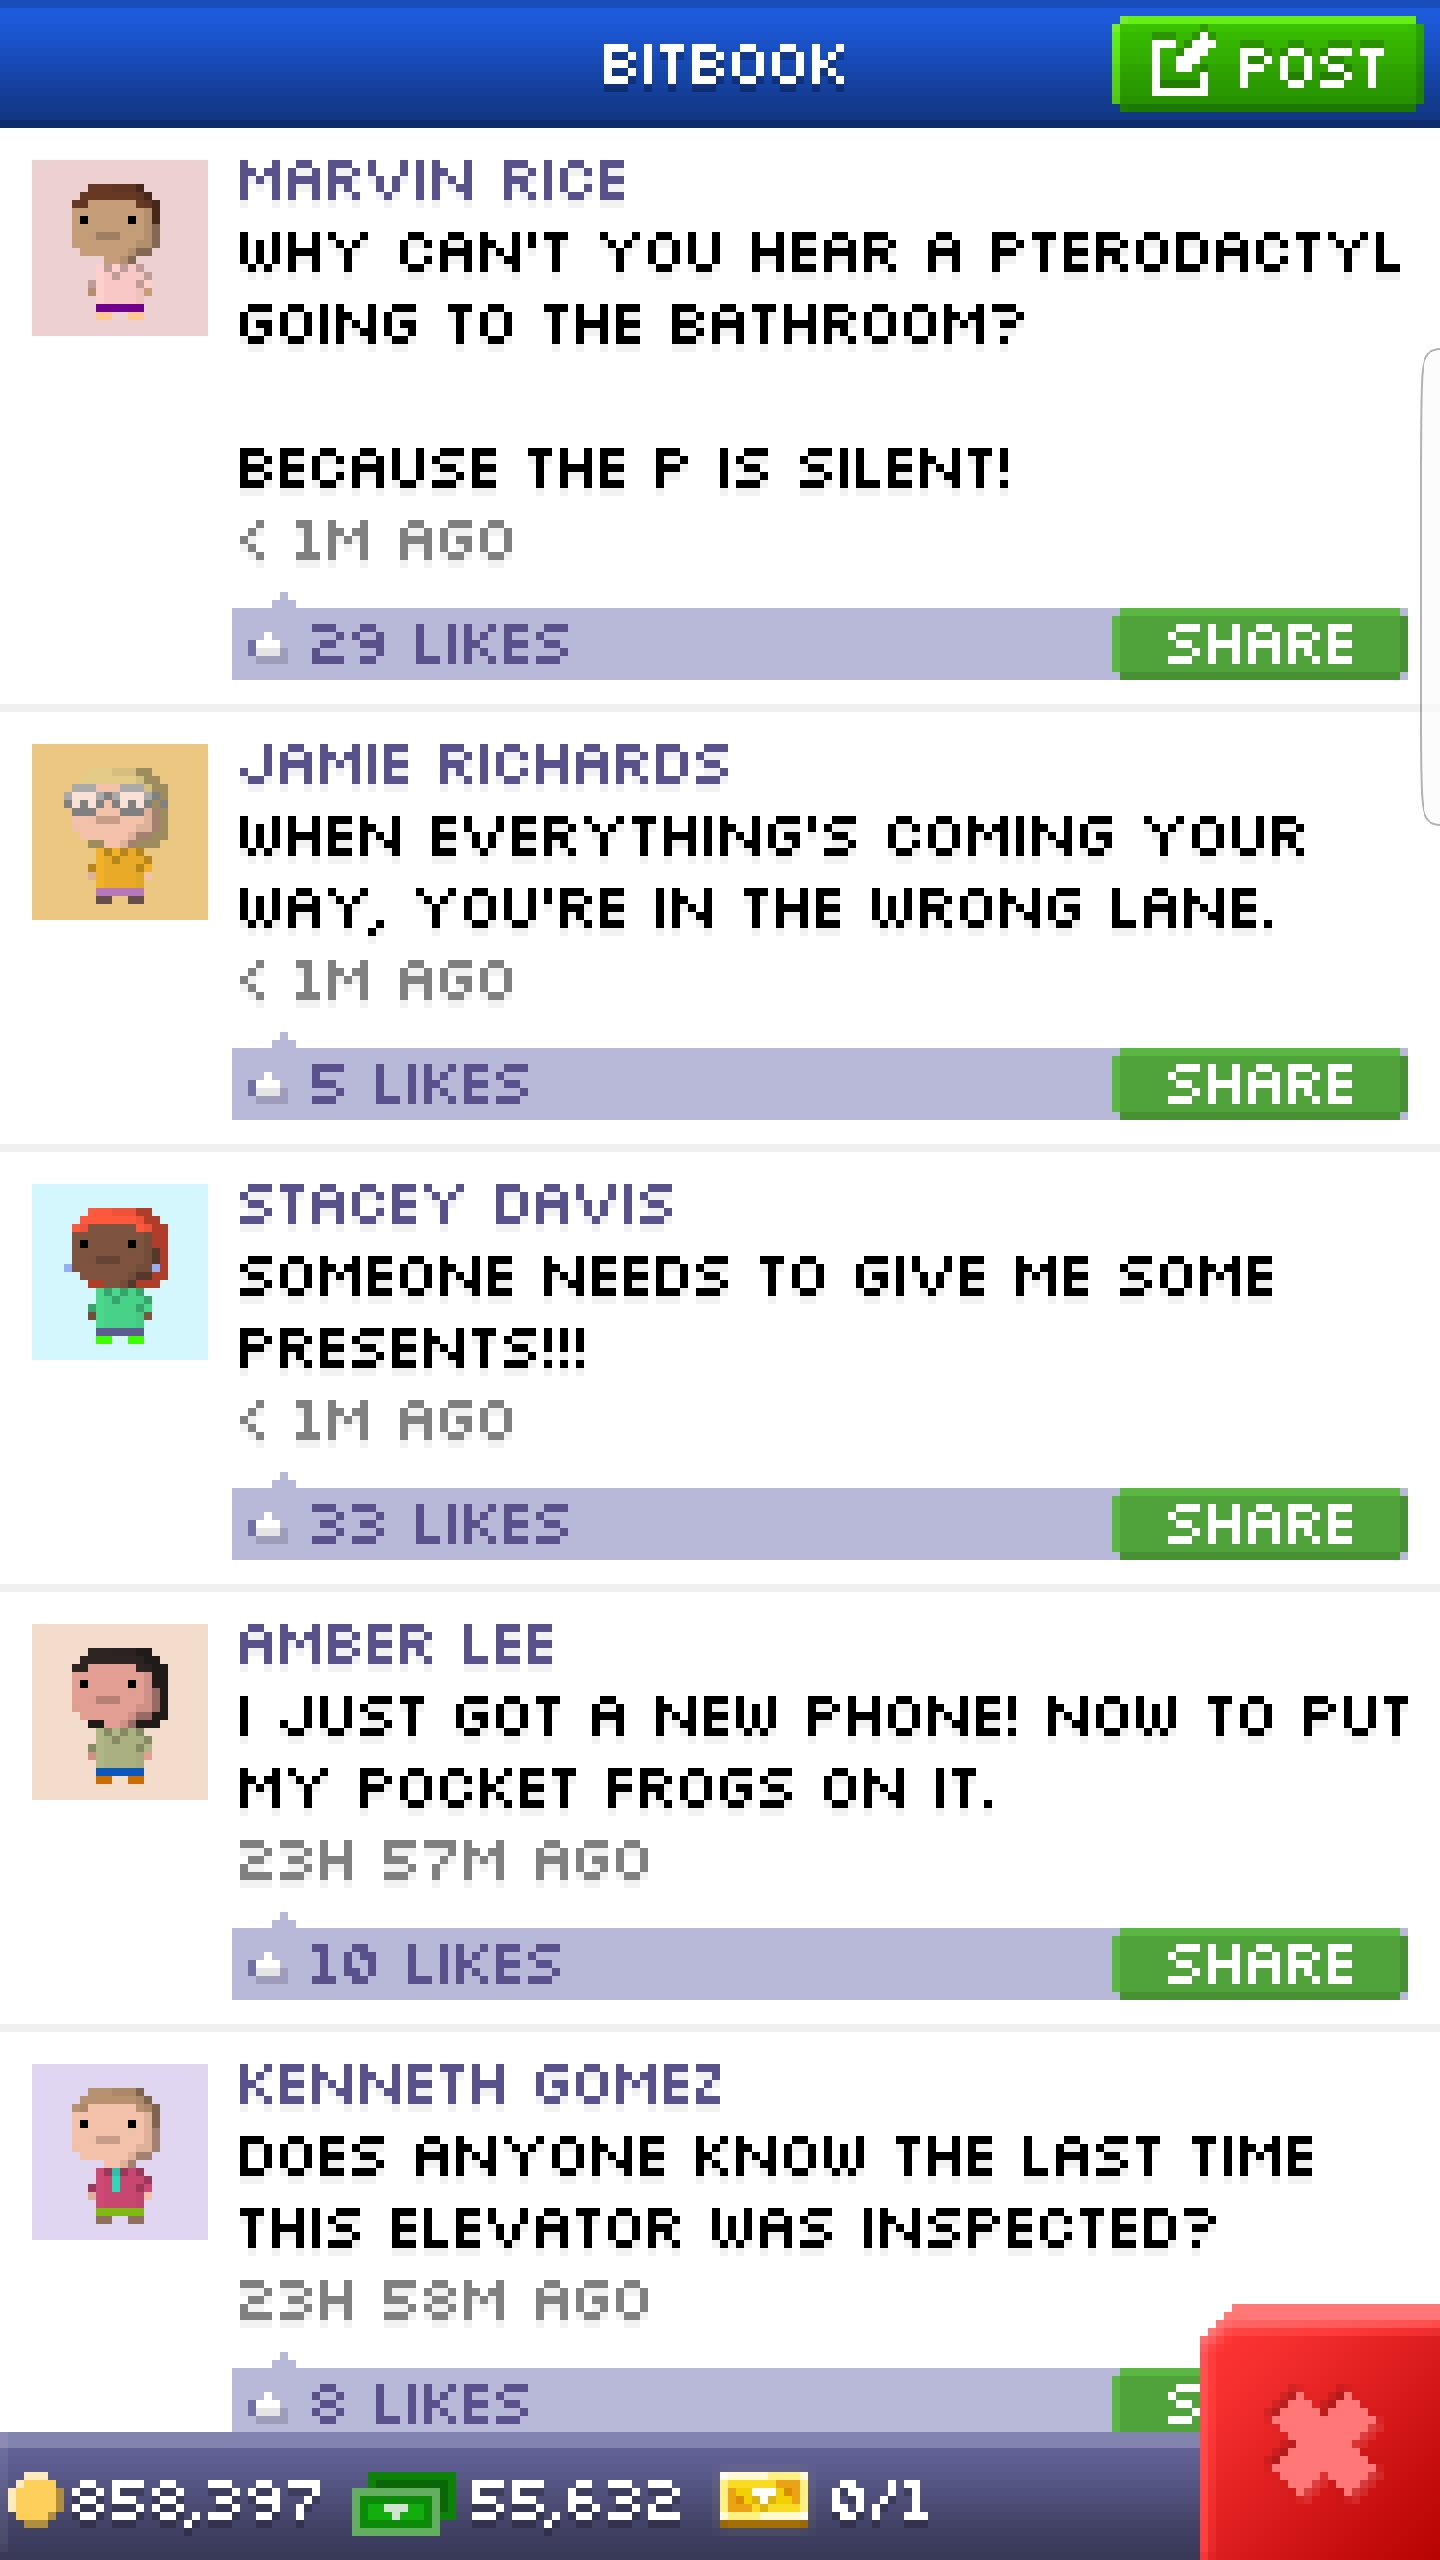 BITBOOK
POST
MARVIN RICE
WHY CAN'T YOU HEAR A PTERODACTYL
GOING TO THE BATHROOM?
BECAUSE THE P IS SILENT!
< 1M AGO
29 LIKES
SHARE
JAMIE RICHARDS
WHEN EVERYTHING'S COMING YOUR
WAY, YOU'RE IN THE WRONG LANE.
< 1M AGO
5 LIKES
SHARE
STACEY DAVIS
SOMEONE NEEDS TO GIVE ME SOME
PRESENTS!!!
< 1M AGO
33 LIKES
SHARE
AMBER LEE
I JUST GOT A NEW PHONE! NOW TO PUT
MY POCKET FROGS ON IT.
23H 57M AGO
10 LIKES
SHARE
KENNETH GOMEZ
DOES ANYONE KNOW THE LAST TIME
THIS ELEVATOR WAS INSPECTED?
23H 58M AGO
8 LIKES
S
858,397
55,632
0/1